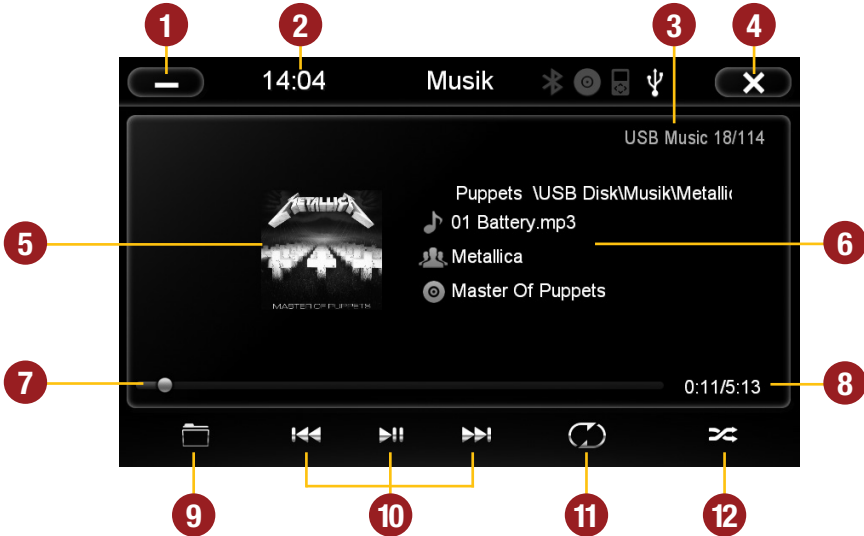 1 2 3 4
14:04 Musik
USB Music 18/114
METALLICA
Puppets \USB Disk\Musik\Metallic
5 01 Battery.mp3 6
Metallica
Master Of Puppets
MASTER OF PUPPETS
7 0:11/5:13 8
9 10 11 12